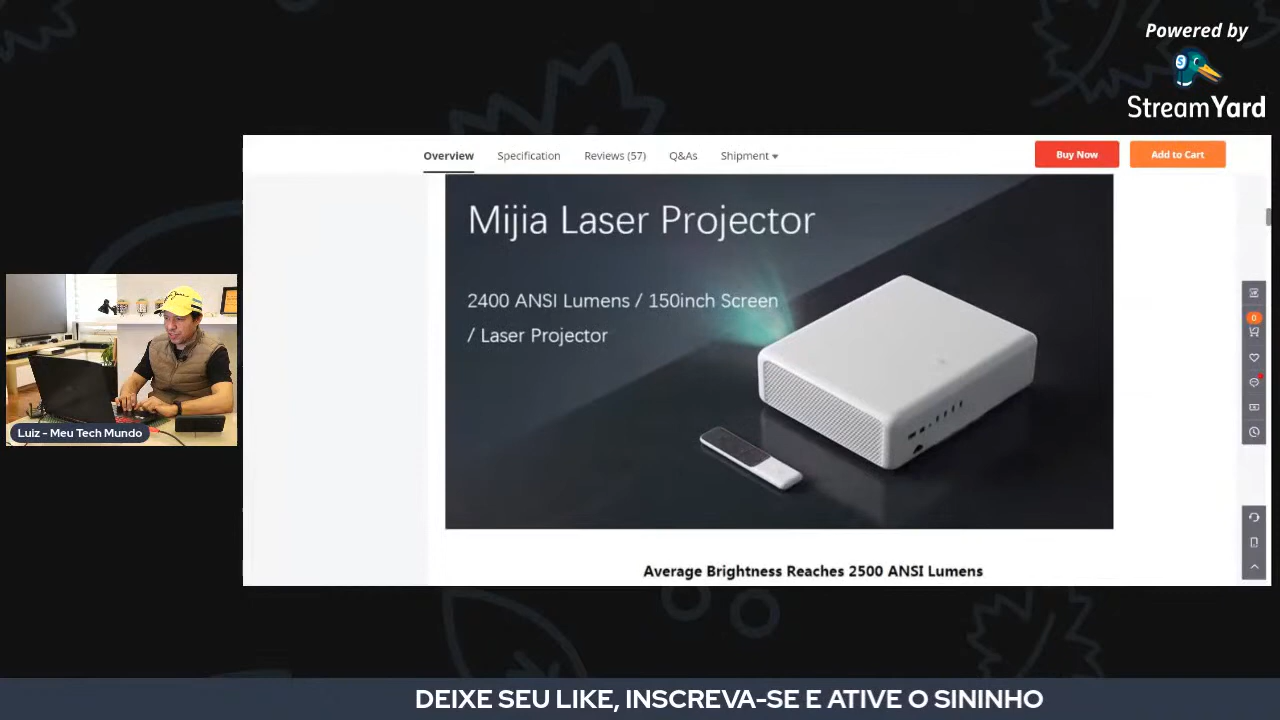 Powered by
StreamYard
Overview Specification Reviews (57) Q&As Shipment
Buy Now Add to Cart
Mijia Laser Projector
2400 ANSI Lumens / 150inch Screen
/ Laser Projector
0
Average Brightness Reaches 2500 ANSI Lumens
Luiz - Meu Tech Mundo
DEIXE SEU LIKE, INSCREVA-SE E ATIVE O SININHO